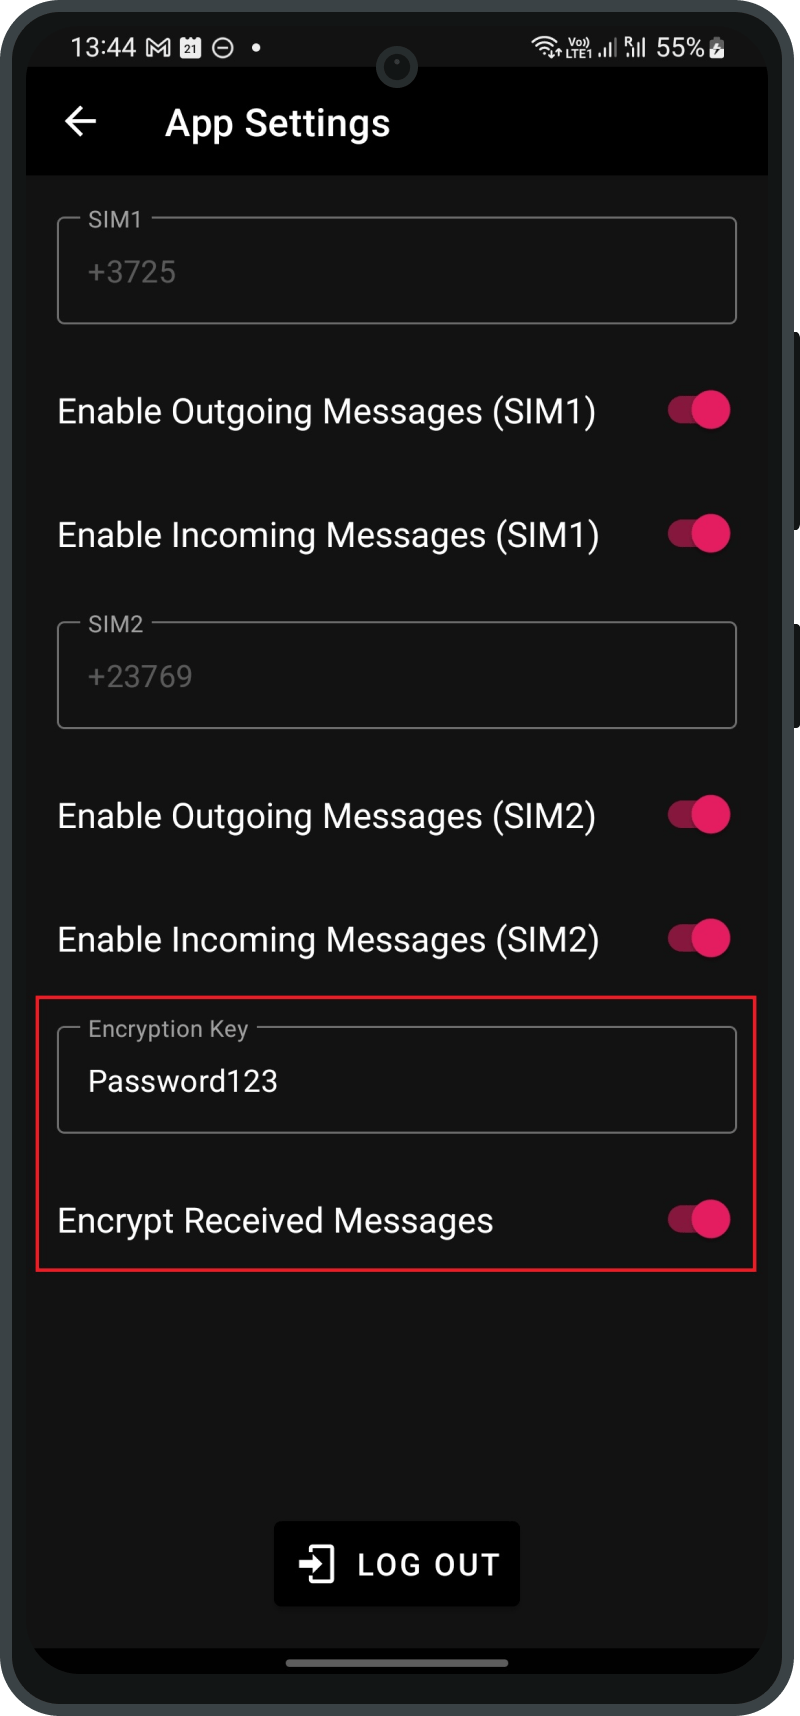 13:44 21 Vo) LTE1 R 55%
App Settings
SIM1
+3725
Enable Outgoing Messages (SIM1)
Enable Incoming Messages (SIM1)
SIM2
+23769
Enable Outgoing Messages (SIM2)
Enable Incoming Messages (SIM2)
Encryption Key
Password123
Encrypt Received Messages
LOG OUT